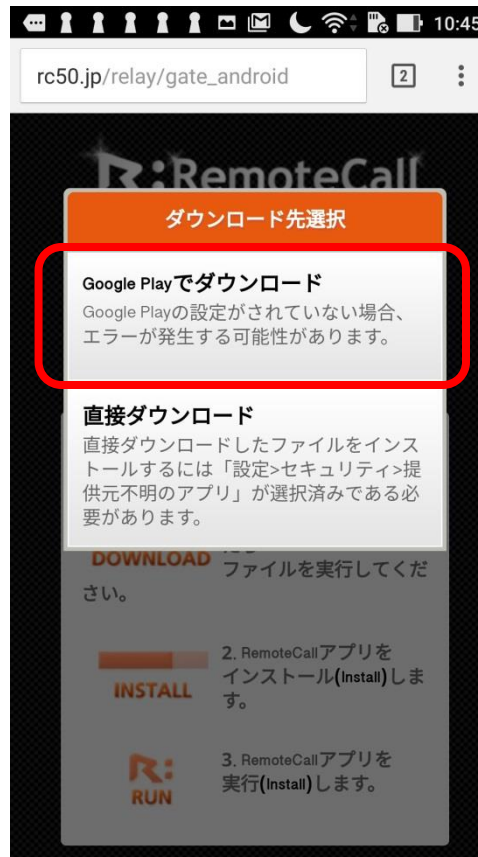 10:45
rc50.jp/relay/gate_android
2
R:RemoteCall
ダウンロード先選択
Google Playでダウンロード
Google Playの設定がされていない場合、
エラーが発生する可能性があります。
直接ダウンロード
直接ダウンロードしたファイルをインス
トールするには「設定>セキュリティ>提
供元不明のアプリ」が選択済みである必
要があります。
DOWNLOAD
ファイルを実行してくだ
さい。
2. RemoteCallアプリを
インストール(Install)しま
す。
INSTALL
3. RemoteCallアプリを
実行(Install)します。
R:
RUN